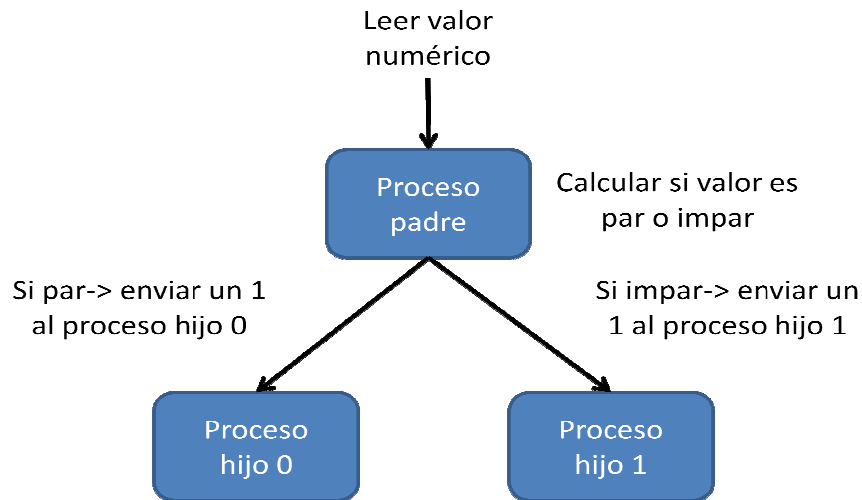 Leer valor
numérico
Proceso
padre
Calcular si valor es
par o impar
Si par-> enviar un 1
al proceso hijo 0
Si impar-> enviar un
1 al proceso hijo 1
Proceso
hijo 0
Proceso
hijo 1